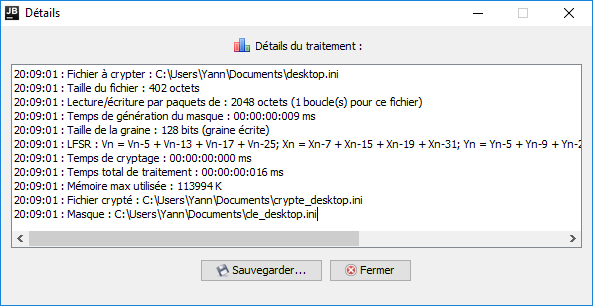 JB Détails
Détails du traitement :
20:09:01 : Fichier à crypter : C:\Users\Yann\Documents\desktop.ini
20:09:01 : Taille du fichier : 402 octets
20:09:01 : Lecture/écriture par paquets de : 2048 octets (1 boucle(s) pour ce fichier)
20:09:01 : Temps de génération du masque : 00:00:00:009 ms
20:09:01 : Taille de la graine : 128 bits (graine écrite)
20:09:01 : LFSR : Vn = Vn-5 + Vn-13 + Vn-17 + Vn-25; Xn = Xn-7 + Xn-15 + Xn-19 + Xn-31; Yn = Yn-5 + Yn-9 + Yn-2
20:09:01 : Temps de cryptage : 00:00:00:000 ms
20:09:01 : Temps total de traitement : 00:00:00:016 ms
20:09:01 : Mémoire max utilisée : 113994 K
20:09:01 : Fichier crypté : C:\Users\Yann\Documents\crypte_desktop.ini
20:09:01 : Masque : C:\Users\Yann\Documents\cle_desktop.ini
Sauvegarder... Fermer